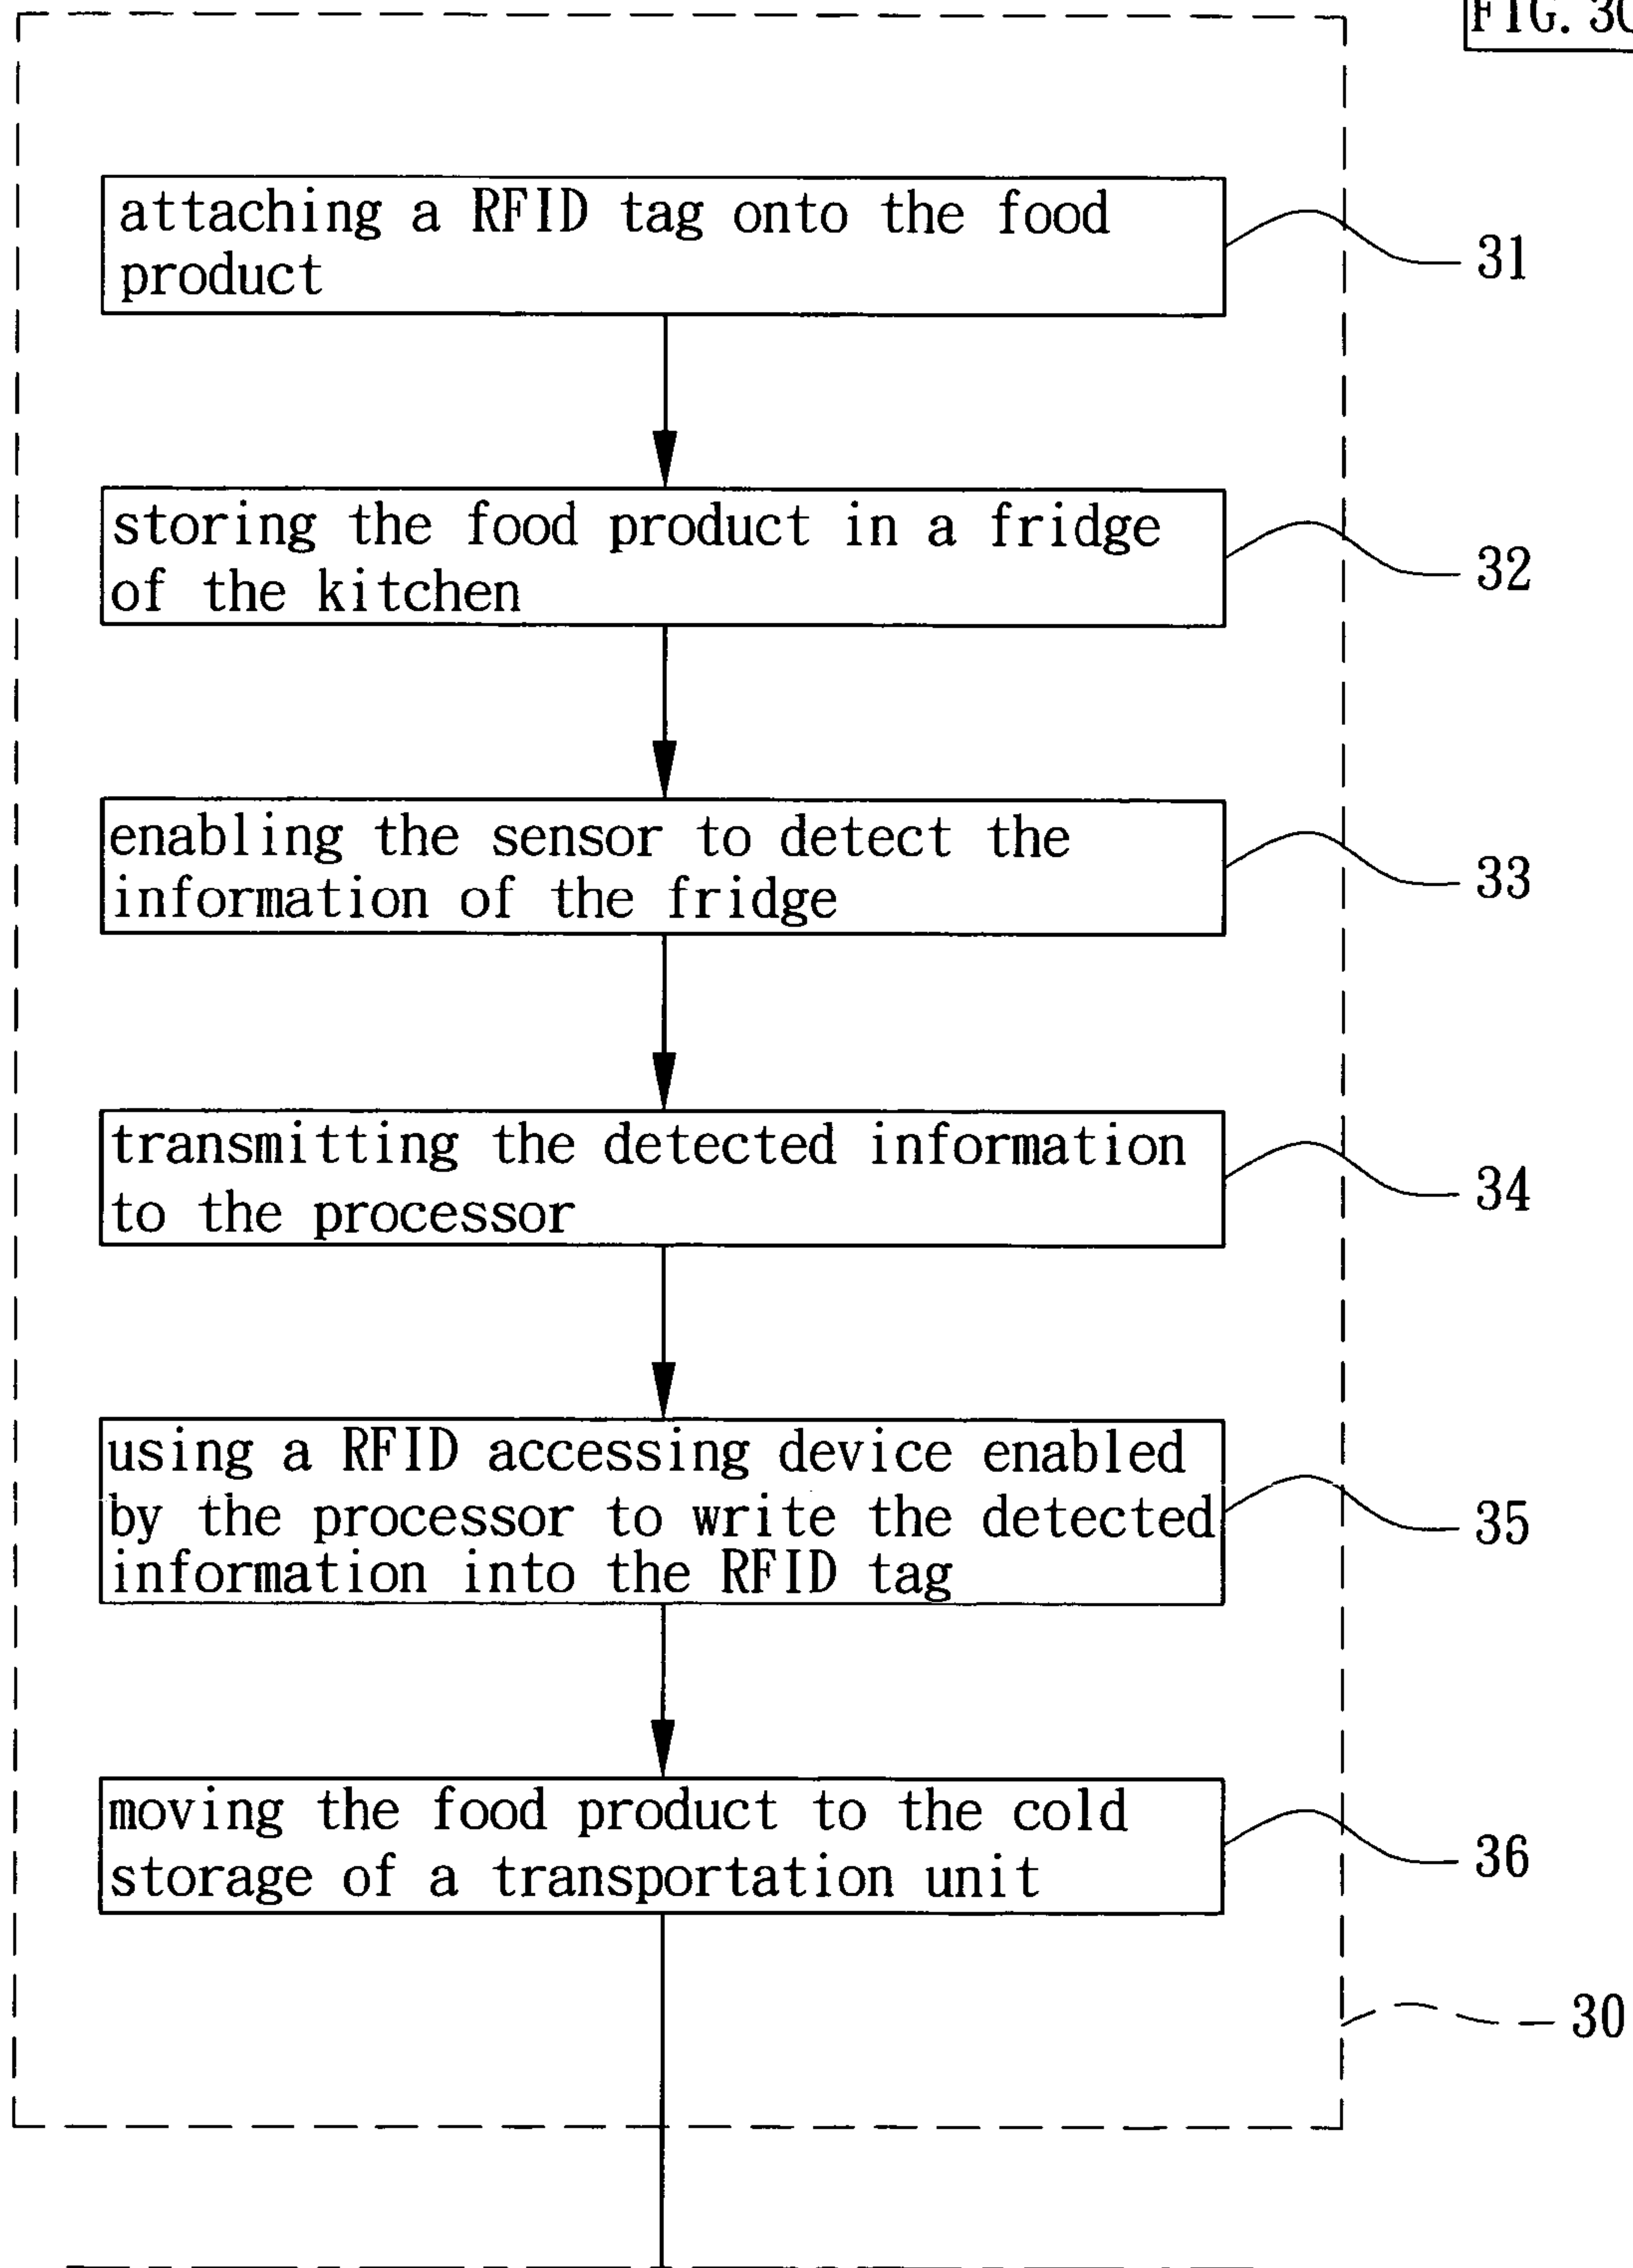 attaching a RFID tag onto the food
product
31
storing the food product in a fridge
of the kitchen
32
enabling the sensor to detect the
information of the fridge
33
transmitting the detected information
to the processor
34
using a RFID accessing device enabled
by the processor to write the detected
information into the RFID tag
35
moving the food product to the cold
storage of a transportation unit
36
30
FIG.